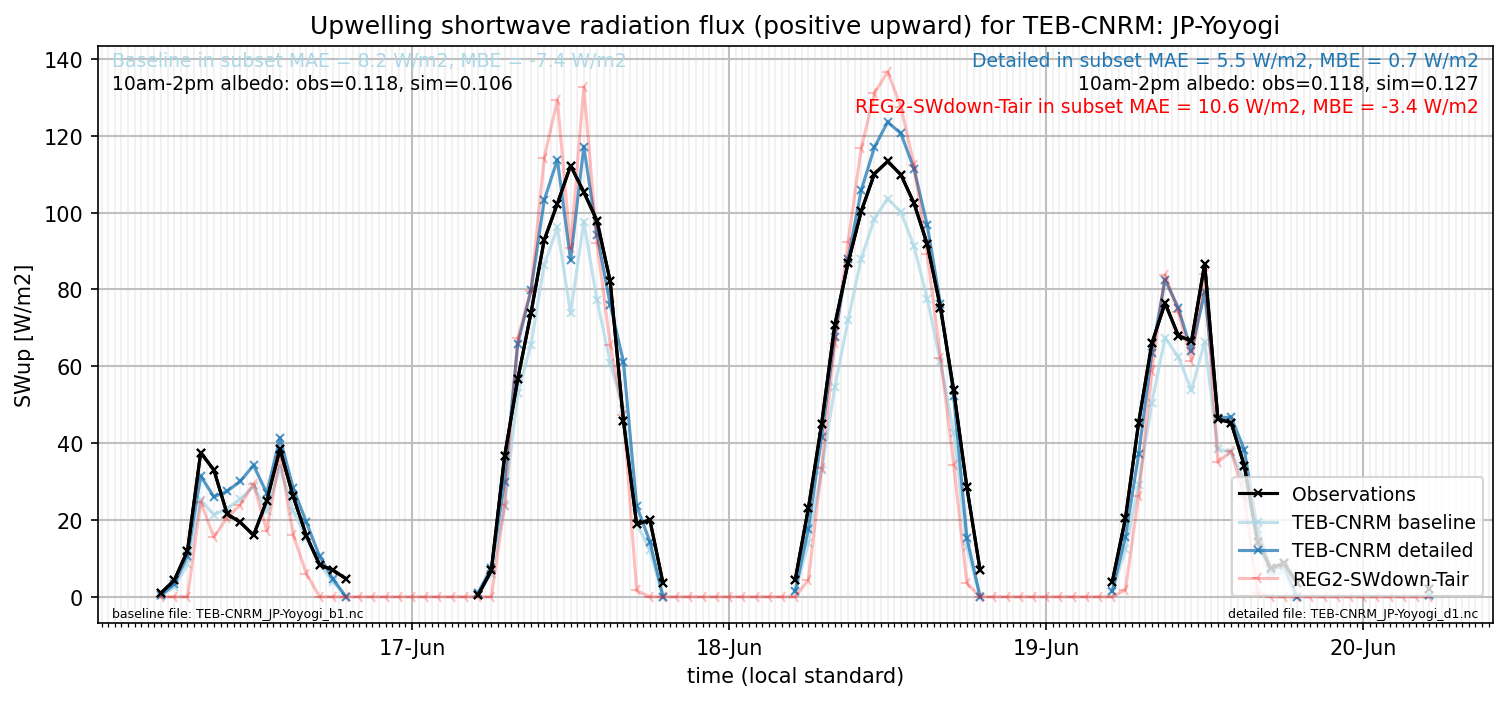 Upwelling shortwave radiation flux (positive upward) for TEB-CNRM: JP-Yoyogi
Baseline in subset MAE = 8.2 W/m2, MBE = -7.4 W/m2
10am-2pm albedo: obs=0.118, sim=0.106
Detailed in subset MAE = 5.5 W/m2, MBE = 0.7 W/m2
10am-2pm albedo: obs=0.118, sim=0.127
REG2-SWdown-Tair in subset MAE = 10.6 W/m2, MBE = -3.4 W/m2
SWup [W/m2]
140
120
100
80
60
40
20
0
Observations
TEB-CNRM baseline
TEB-CNRM detailed
REG2-SWdown-Tair
baseline file: TEB-CNRM_JP-Yoyogi_b1.nc
detailed file: TEB-CNRM_JP-Yoyogi_d1.nc
17-Jun
18-Jun
19-Jun
20-Jun
time (local standard)